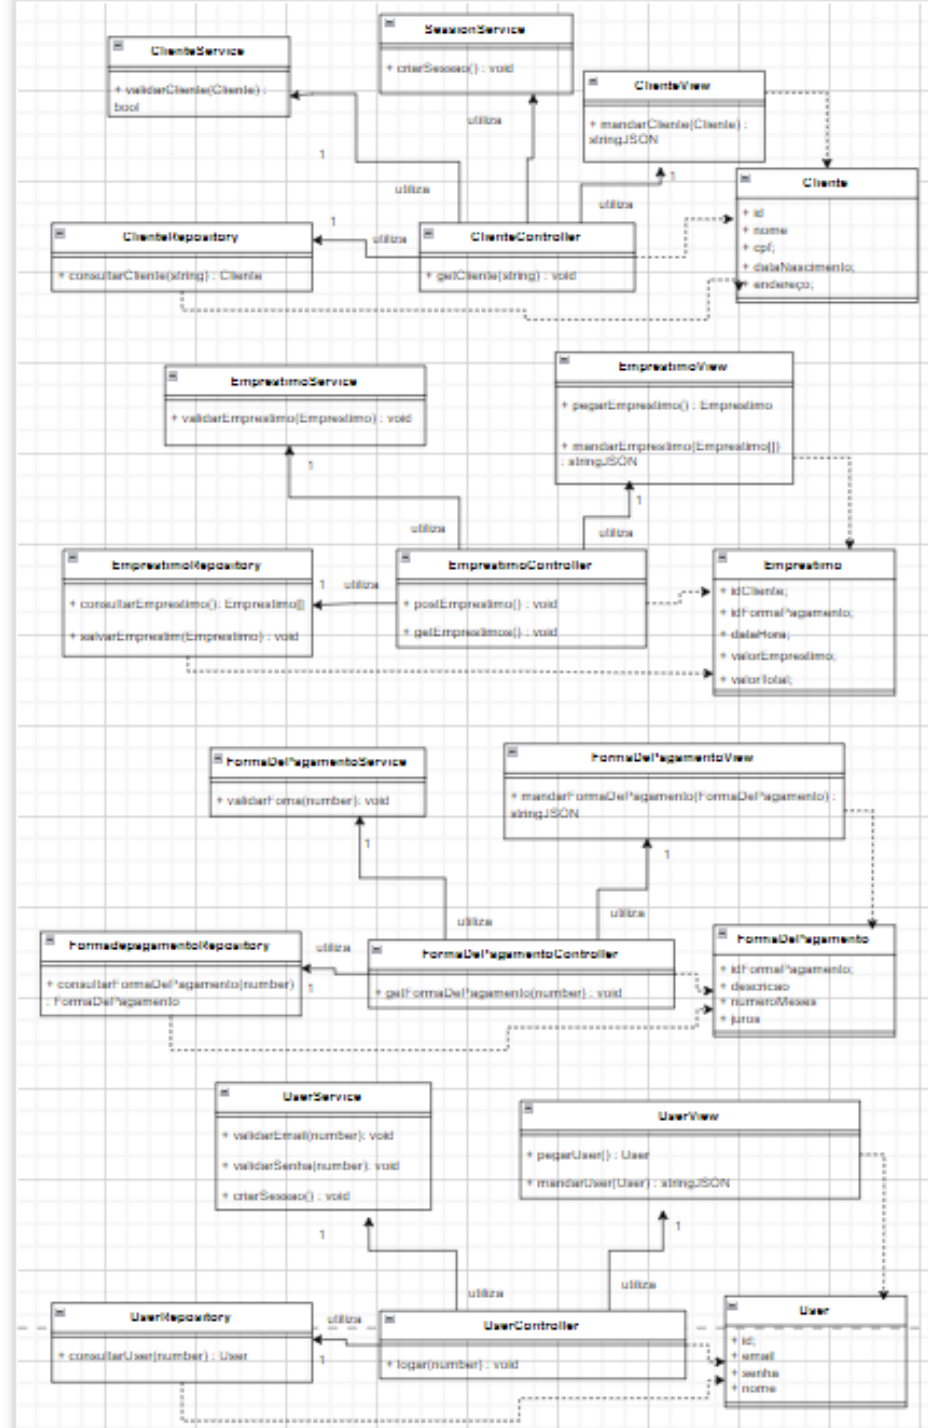 SessionService
+ criarSessao() : void
ClienteService
+ validarCliente(Cliente) :
bool
ClienteView
+ mandarCliente(Cliente) :
stringJSON
utiliza
1
utiliza
1
utiliza
Cliente
+ id
+ nome
+ cpf;
+ dataNascimento;
+ endereço;
ClienteRepository
+ consultarCliente(string) : Cliente
1
utiliza
ClienteController
+ getCliente(string) : void
EmprestimoService
+ validarEmprestimo(Emprestimo) : void
EmprestimoView
+ pegarEmprestimo() : Emprestimo
+ mandarEmprestimo(Emprestimo[])
: stringJSON
1
utiliza
1
utiliza
EmprestimoRepository
+ consultarEmprestimo(): Emprestimo[]
+ salvarEmprestim(Emprestimo) : void
1
utiliza
EmprestimoController
+ postEmprestimo() : void
+ getEmprestimos() : void
Emprestimo
+ idCliente;
+ idFormaPagamento;
+ dataHora;
+ valorEmprestimo;
+ valorTotal;
FormaDePagamentoService
+ validarForma(number): void
FormaDePagamentoView
+ mandarFormaDePagamento(FormaDePagamento) :
stringJSON
1
utiliza
1
utiliza
FormadepagamentoRepository
+ consultarFormaDePagamento(number)
: FormaDePagamento
utiliza
1
FormaDePagamentoController
+ getFormaDePagamento(number) : void
FormaDePagamento
+ idFormaPagamento;
+ descricao
+ numeroMeses
+ juros
UserService
+ validarEmail(number): void
+ validarSenha(number): void
+ criarSessao() : void
UserView
+ pegarUser() : User
+ mandarUser(User) : stringJSON
1
utiliza
1
utiliza
UserRepository
+ consultarUser(number) : User
utiliza
1
UserController
+ logar(number) : void
User
+ id;
+ email
+ senha
+ nome